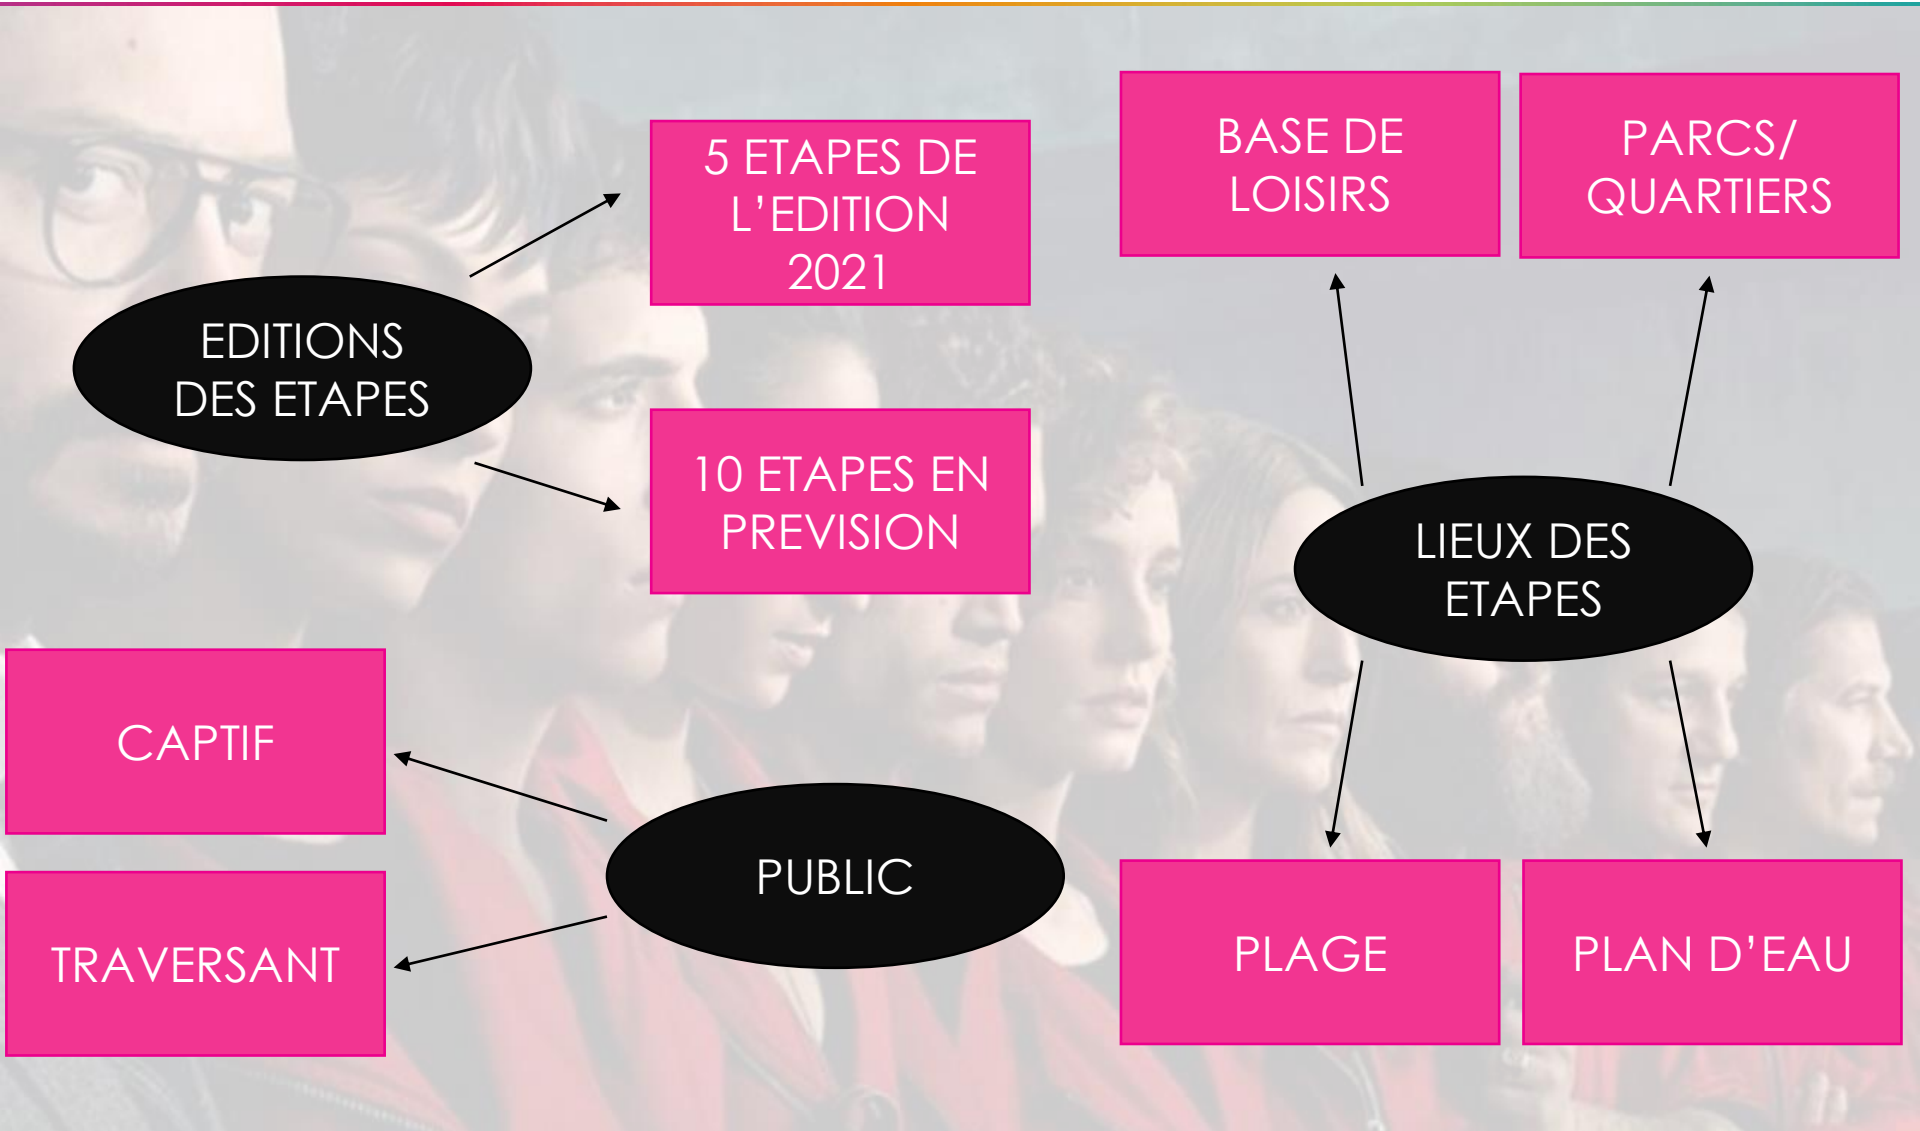 EDITIONS
DES ETAPES
5 ETAPES DE
L’EDITION
2021
10 ETAPES EN
PREVISION
BASE DE
LOISIRS
PARCS/
QUARTIERS
LIEUX DES
ETAPES
PLAGE
PLAN D’EAU
CAPTIF
TRAVERSANT
PUBLIC